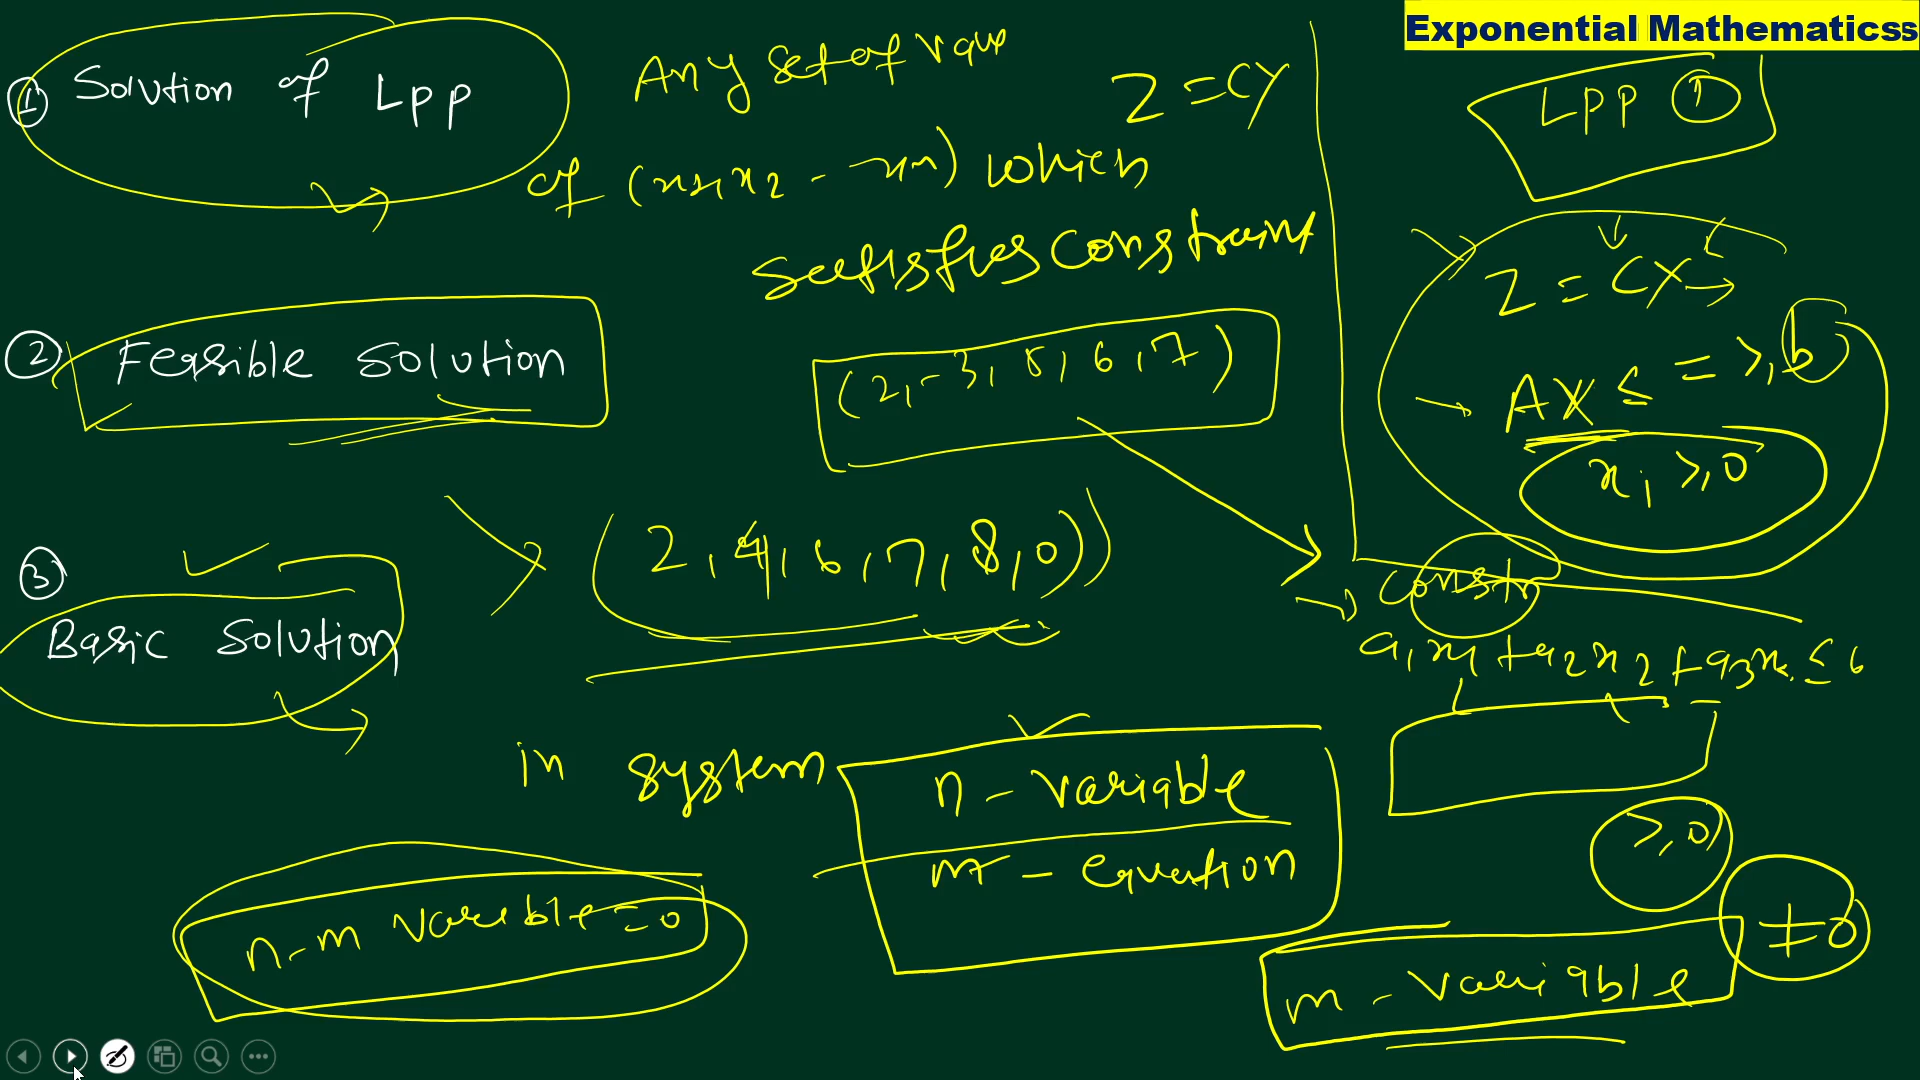 Exponential Mathematicss
① Solution of Lpp
Any set of value
Z = CY
of (x1, x2 - - xn) which
satisfies constraint
LPP ①
Z = CX
AX ≤ = ≥, b
xi ≥, 0
② Feasible solution
(2, -3, 5, 6, 7)
③
Basic Solution
(2, 4, 6, 7, 8, 0)
→ constr
a1x1 + a2x2 + a3x. ≤ 6
in system
n - variable
m - equation
≥, 0
n-m variable = 0
≠ 0
m - variable